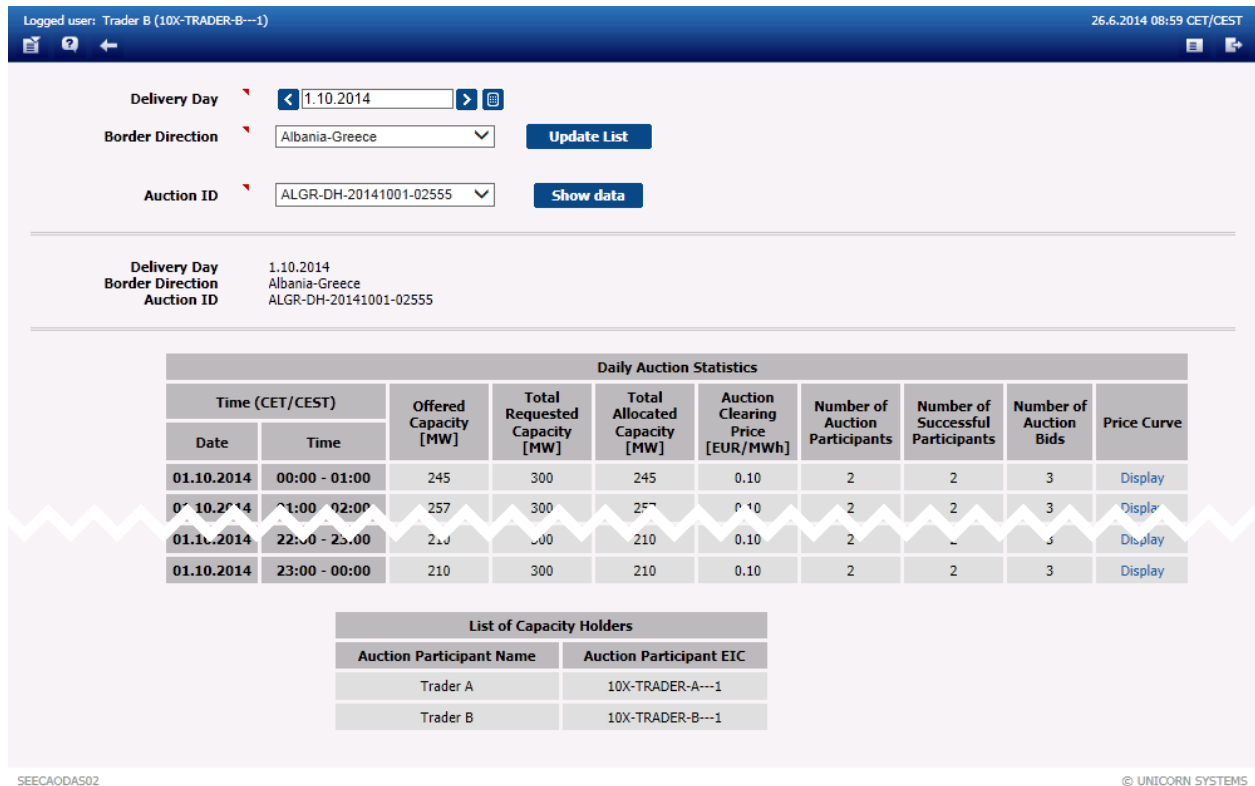 Logged user: Trader B (10X-TRADER-B---1) 26.6.2014 08:59 CET/CEST
Delivery Day 1.10.2014
Border Direction Albania-Greece Update List
Auction ID ALGR-DH-20141001-02555 Show data
Delivery Day 1.10.2014
Border Direction Albania-Greece
Auction ID ALGR-DH-20141001-02555
Daily Auction Statistics
Time (CET/CEST) Offered Capacity [MW] Total Requested Capacity [MW] Total Allocated Capacity [MW] Auction Clearing Price [EUR/MWh] Number of Auction Participants Number of Successful Participants Number of Auction Bids Price Curve
Date Time
01.10.2014 00:00 - 01:00 245 300 245 0.10 2 2 3 Display
257 300 2 2 3
01.10.2014 22:00 - 23:00 210 0.10 2 Display
01.10.2014 23:00 - 00:00 210 300 210 0.10 2 2 3 Display
List of Capacity Holders
Auction Participant Name Auction Participant EIC
Trader A 10X-TRADER-A---1
Trader B 10X-TRADER-B---1
SEECAODAS02 © UNICORN SYSTEMS